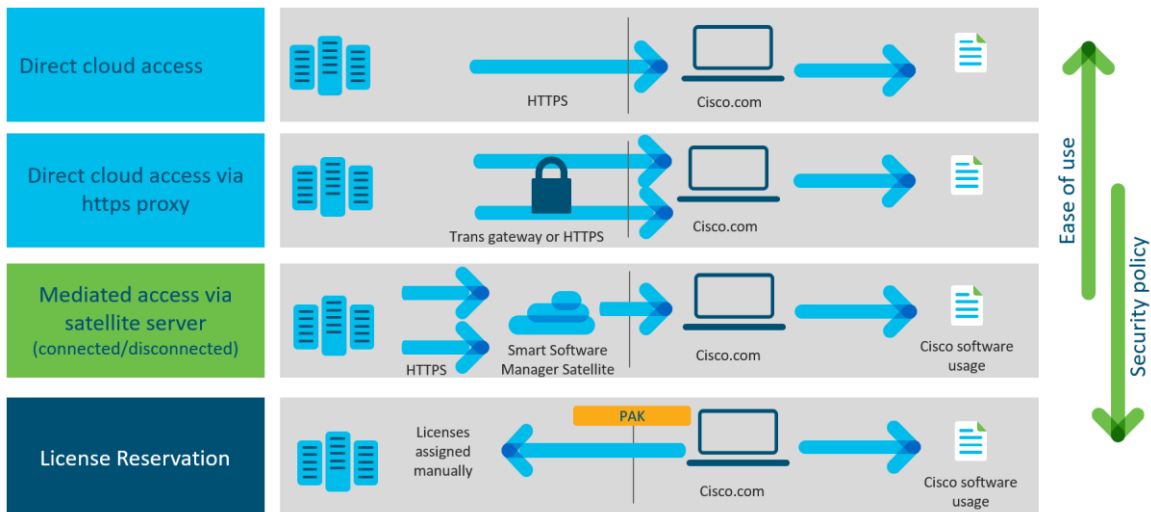 Direct cloud access
HTTPS
Cisco.com
Direct cloud access via
https proxy
Trans gateway or HTTPS
Cisco.com
Mediated access via
satellite server
(connected/disconnected)
HTTPS
Smart Software
Manager Satellite
Cisco.com
Cisco software
usage
License Reservation
Licenses
assigned
manually
PAK
Cisco.com
Cisco software
usage
Ease of use
Security policy